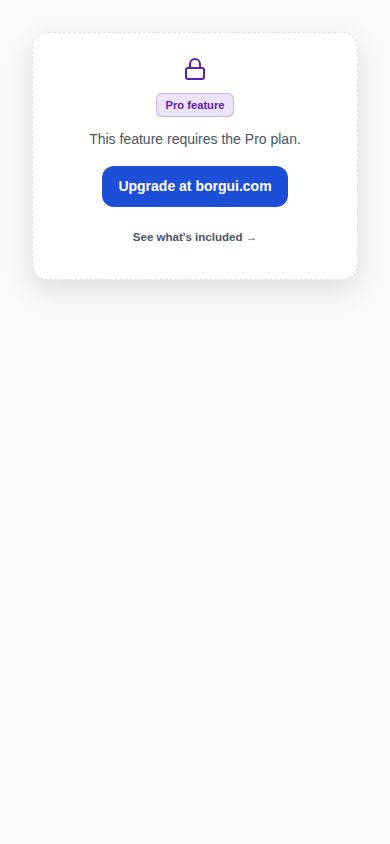 Pro feature
This feature requires the Pro plan.
Upgrade at borgui.com
See what's included →